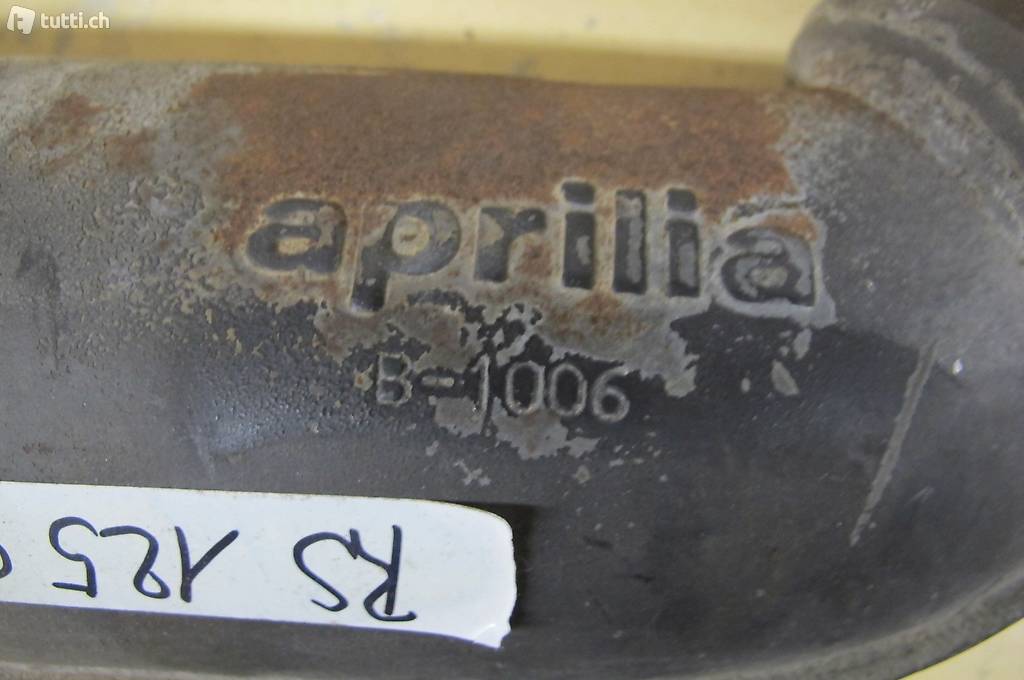 tutti.ch
aprilia
B-1006
RS 125